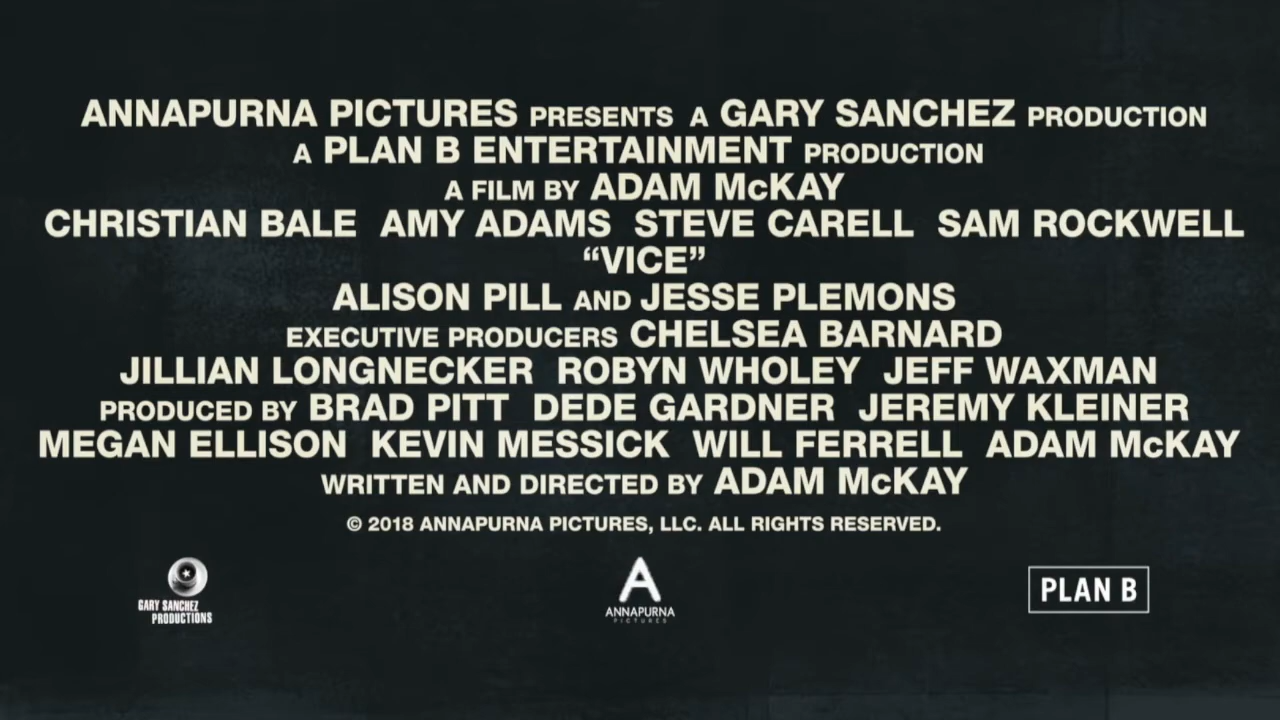 ANNAPURNA PICTURES PRESENTS A GARY SANCHEZ PRODUCTION
A PLAN B ENTERTAINMENT PRODUCTION
A FILM BY ADAM McKAY
CHRISTIAN BALE AMY ADAMS STEVE CARELL SAM ROCKWELL
“VICE”
ALISON PILL AND JESSE PLEMONS
EXECUTIVE PRODUCERS CHELSEA BARNARD
JILLIAN LONGNECKER ROBYN WHOLEY JEFF WAXMAN
PRODUCED BY BRAD PITT DEDE GARDNER JEREMY KLEINER
MEGAN ELLISON KEVIN MESSICK WILL FERRELL ADAM McKAY
WRITTEN AND DIRECTED BY ADAM McKAY
© 2018 ANNAPURNA PICTURES, LLC. ALL RIGHTS RESERVED.
GARY SANCHEZ
PRODUCTIONS
A
ANNAPURNA
PICTURES
PLAN B